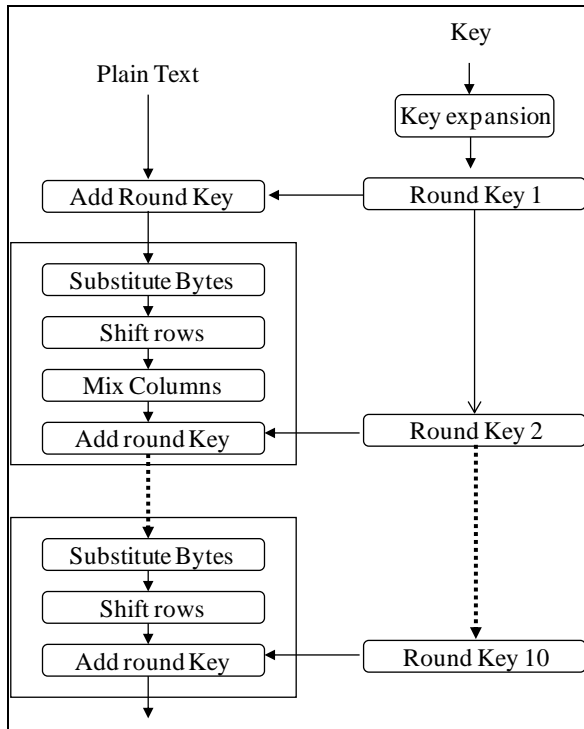 Key
Plain Text
Key expansion
Add Round Key
Round Key 1
Substitute Bytes
Shift rows
Mix Columns
Add round Key
Round Key 2
Substitute Bytes
Shift rows
Add round Key
Round Key 10